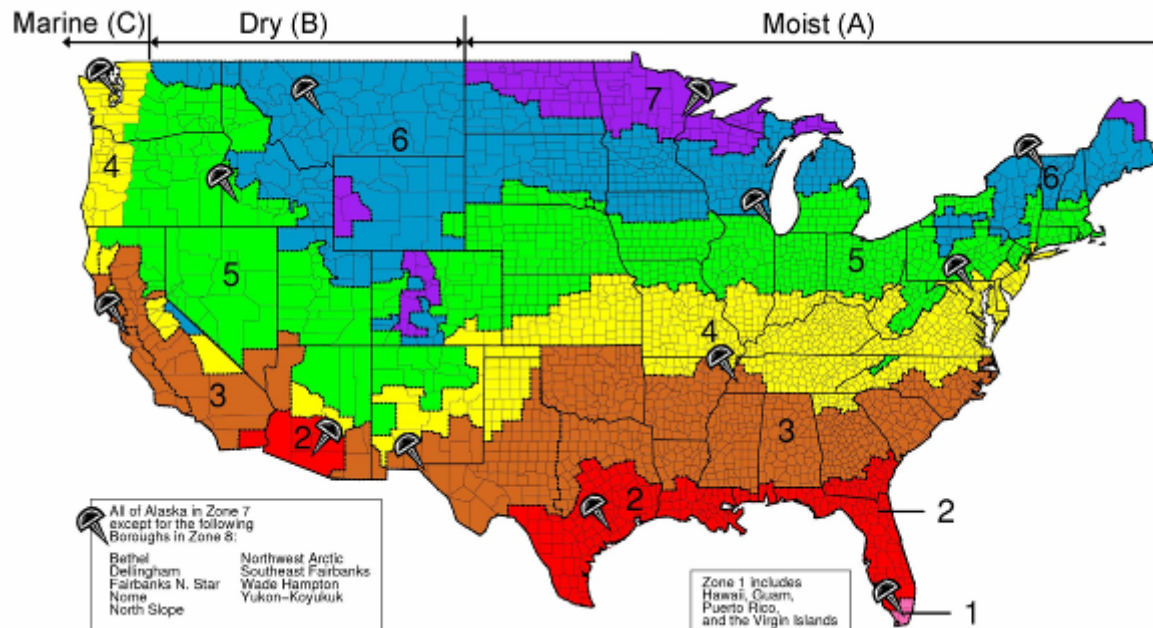 Marine (C) Dry (B) Moist (A)
7
6
4
6
5
5
4
3
3
2
2
2
1
All of Alaska in Zone 7
except for the following
Boroughs in Zone 8:
Bethel Northwest Arctic
Dellingham Southeast Fairbanks
Fairbanks N. Star Wade Hampton
Nome Yukon-Koyukuk
North Slope
Zone 1 includes
Hawaii, Guam,
Puerto Rico,
and the Virgin Islands